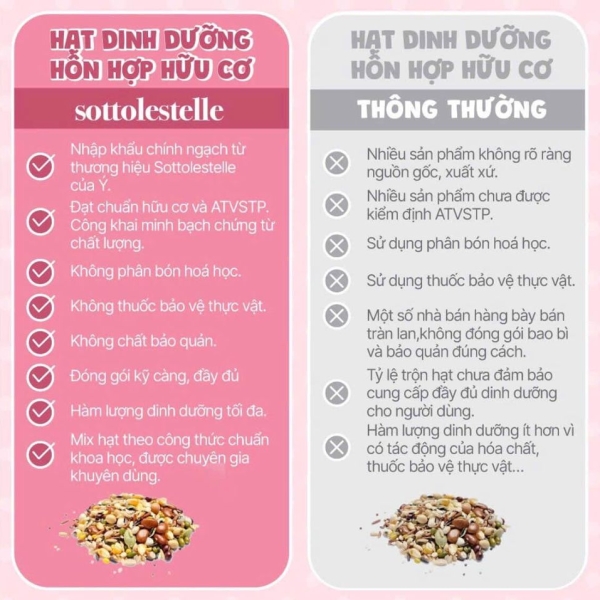 HẠT DINH DƯỠNG
HỖN HỢP HỮU CƠ
sottolestelle
Nhập khẩu chính ngạch từ
thương hiệu Sottolestelle
của Ý.
Đạt chuẩn hữu cơ và ATVSTP.
Công khai minh bạch chứng từ
chất lượng.
Không phân bón hoá học.
Không thuốc bảo vệ thực vật.
Không chất bảo quản.
Đóng gói kỹ càng, đầy đủ
Hàm lượng dinh dưỡng tối đa.
Mix hạt theo công thức chuẩn
khoa học, được chuyên gia
khuyên dùng.
HẠT DINH DƯỠNG
HỖN HỢP HỮU CƠ
THÔNG THƯỜNG
Nhiều sản phẩm không rõ ràng
nguồn gốc, xuất xứ.
Nhiều sản phẩm chưa được
kiểm định ATVSTP.
Sử dụng phân bón hoá học.
Sử dụng thuốc bảo vệ thực vật.
Một số nhà bán hàng bày bán
tràn lan,không đóng gói bao bì
và bảo quản đúng cách.
Tỷ lệ trộn hạt chưa đảm bảo
cung cấp đầy đủ dinh dưỡng
cho người dùng.
Hàm lượng dinh dưỡng ít hơn vì
có tác động của hóa chất,
thuốc bảo vệ thực vật...